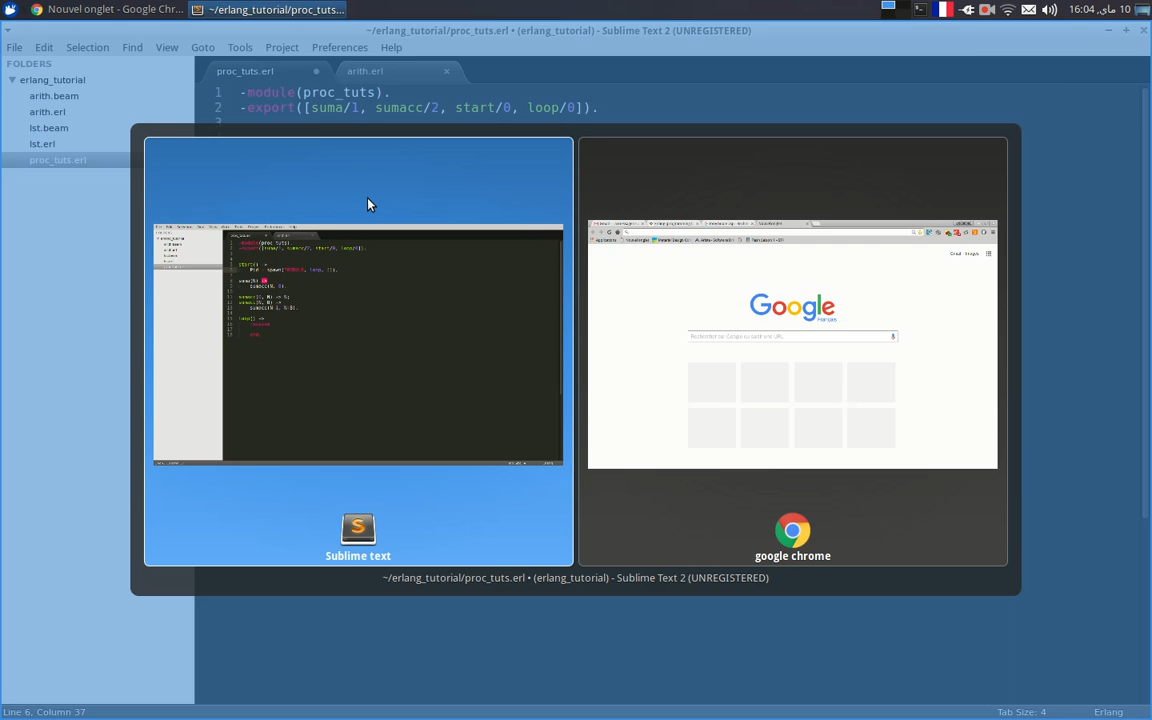 Nouvel onglet - Google Chr...
~/erlang_tutorial/proc_tuts...
16:04 ماي, 10
~/erlang_tutorial/proc_tuts.erl • (erlang_tutorial) - Sublime Text 2 (UNREGISTERED)
File Edit Selection Find View Goto Tools Project Preferences Help
FOLDERS
erlang_tutorial
arith.beam
arith.erl
lst.beam
lst.erl
proc_tuts.erl
proc_tuts.erl
arith.erl
1 -module(proc_tuts).
2 -export([suma/1, sumacc/2, start/0, loop/0]).
3
Google
Sublime text
google chrome
~/erlang_tutorial/proc_tuts.erl • (erlang_tutorial) - Sublime Text 2 (UNREGISTERED)
Line 6, Column 37
Tab Size: 4
Erlang